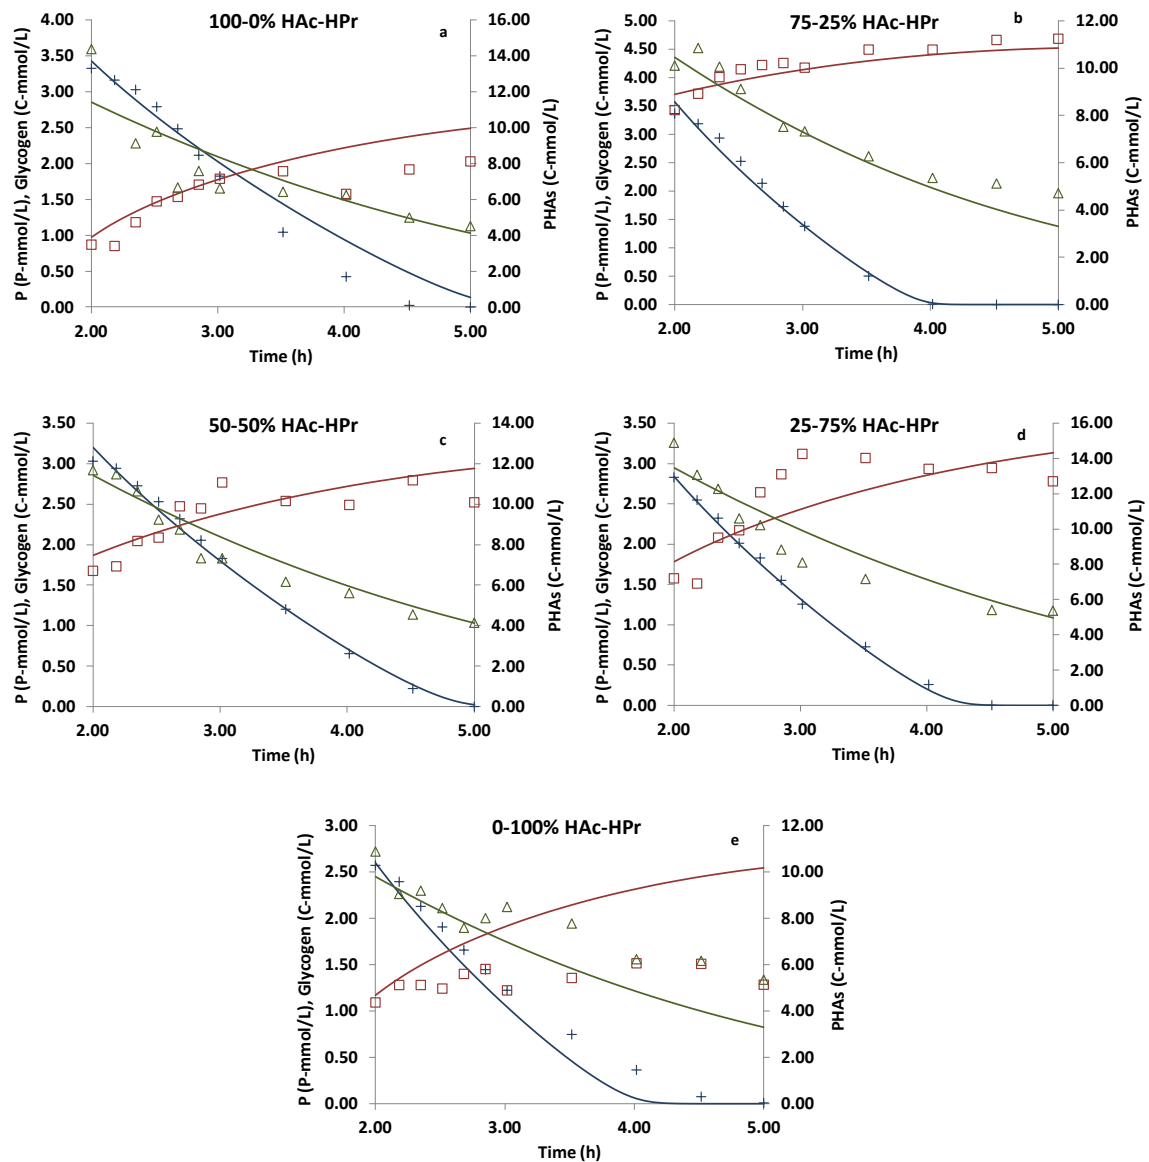 100-0% HAc-HPr
a
P (P-mmol/L), Glycogen (C-mmol/L)
4.00
3.50
3.00
2.50
2.00
1.50
1.00
0.50
0.00
16.00
14.00
12.00
10.00
8.00
6.00
4.00
2.00
0.00
PHAs (C-mmol/L)
2.00 3.00 4.00 5.00
Time (h)
75-25% HAc-HPr
b
P (P-mmol/L), Glycogen (C-mmol/L)
5.00
4.50
4.00
3.50
3.00
2.50
2.00
1.50
1.00
0.50
0.00
12.00
10.00
8.00
6.00
4.00
2.00
0.00
PHAs (C-mmol/L)
2.00 3.00 4.00 5.00
Time (h)
50-50% HAc-HPr
c
P (P-mmol/L), Glycogen (C-mmol/L)
3.50
3.00
2.50
2.00
1.50
1.00
0.50
0.00
14.00
12.00
10.00
8.00
6.00
4.00
2.00
0.00
PHAs (C-mmol/L)
2.00 3.00 4.00 5.00
Time (h)
25-75% HAc-HPr
d
P (P-mmol/L), Glycogen (C-mmol/L)
3.50
3.00
2.50
2.00
1.50
1.00
0.50
0.00
16.00
14.00
12.00
10.00
8.00
6.00
4.00
2.00
0.00
PHAs (C-mmol/L)
2.00 3.00 4.00 5.00
Time (h)
0-100% HAc-HPr
e
P (P-mmol/L), Glycogen (C-mmol/L)
3.00
2.50
2.00
1.50
1.00
0.50
0.00
12.00
10.00
8.00
6.00
4.00
2.00
0.00
PHAs (C-mmol/L)
2.00 3.00 4.00 5.00
Time (h)